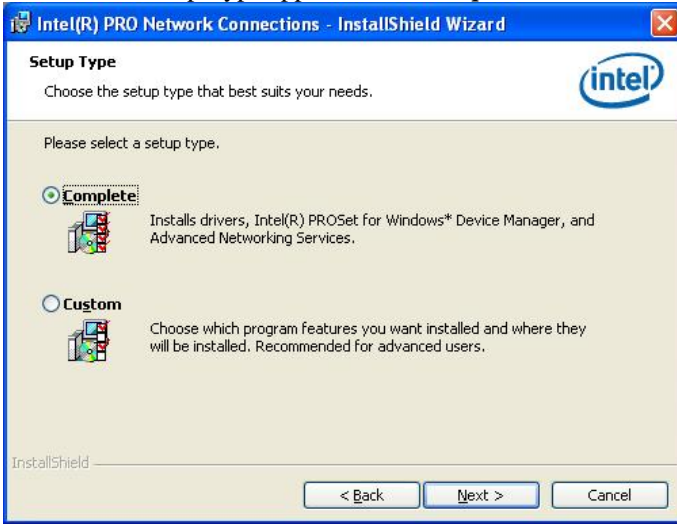 Intel(R) PRO Network Connections - InstallShield Wizard
Setup Type
Choose the setup type that best suits your needs.
intel
Please select a setup type.
Complete
Installs drivers, Intel(R) PROSet for Windows* Device Manager, and
Advanced Networking Services.
Custom
Choose which program features you want installed and where they
will be installed. Recommended for advanced users.
InstallShield
< Back
Next >
Cancel